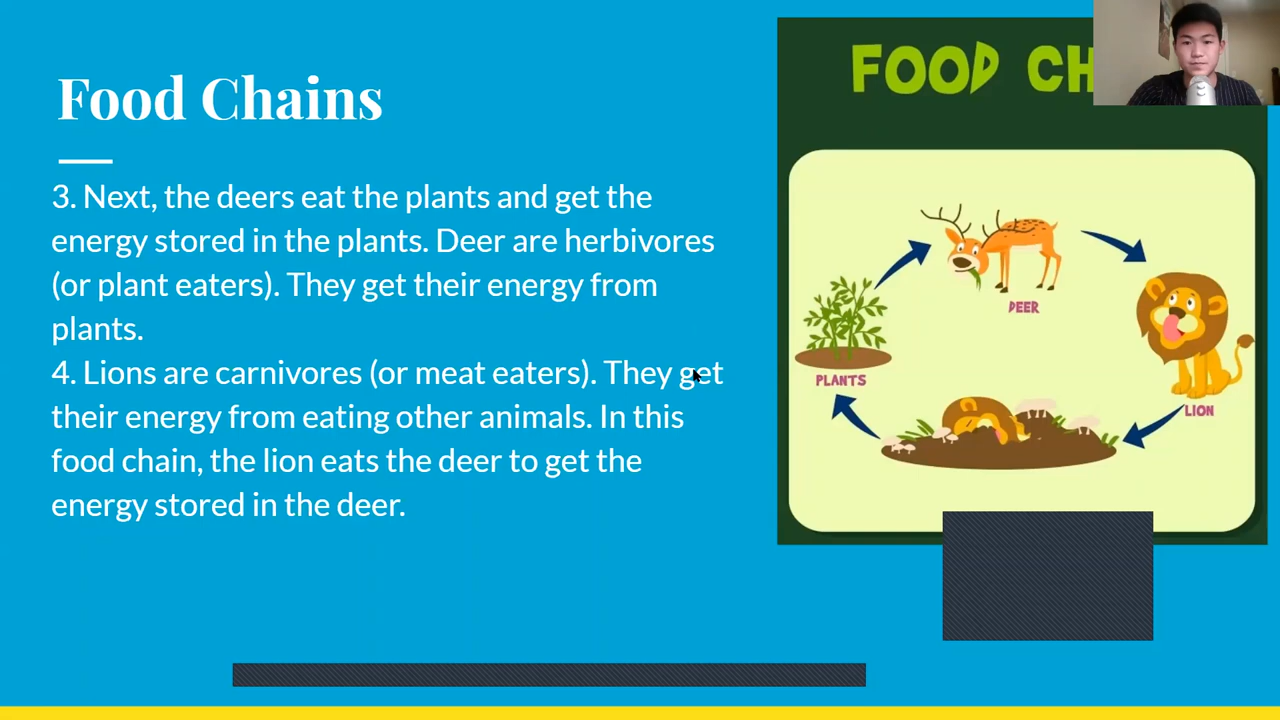 Food Chains
3. Next, the deers eat the plants and get the
energy stored in the plants. Deer are herbivores
(or plant eaters). They get their energy from
plants.
4. Lions are carnivores (or meat eaters). They get
their energy from eating other animals. In this
food chain, the lion eats the deer to get the
energy stored in the deer.
FOOD CH
DEER
PLANTS
LION